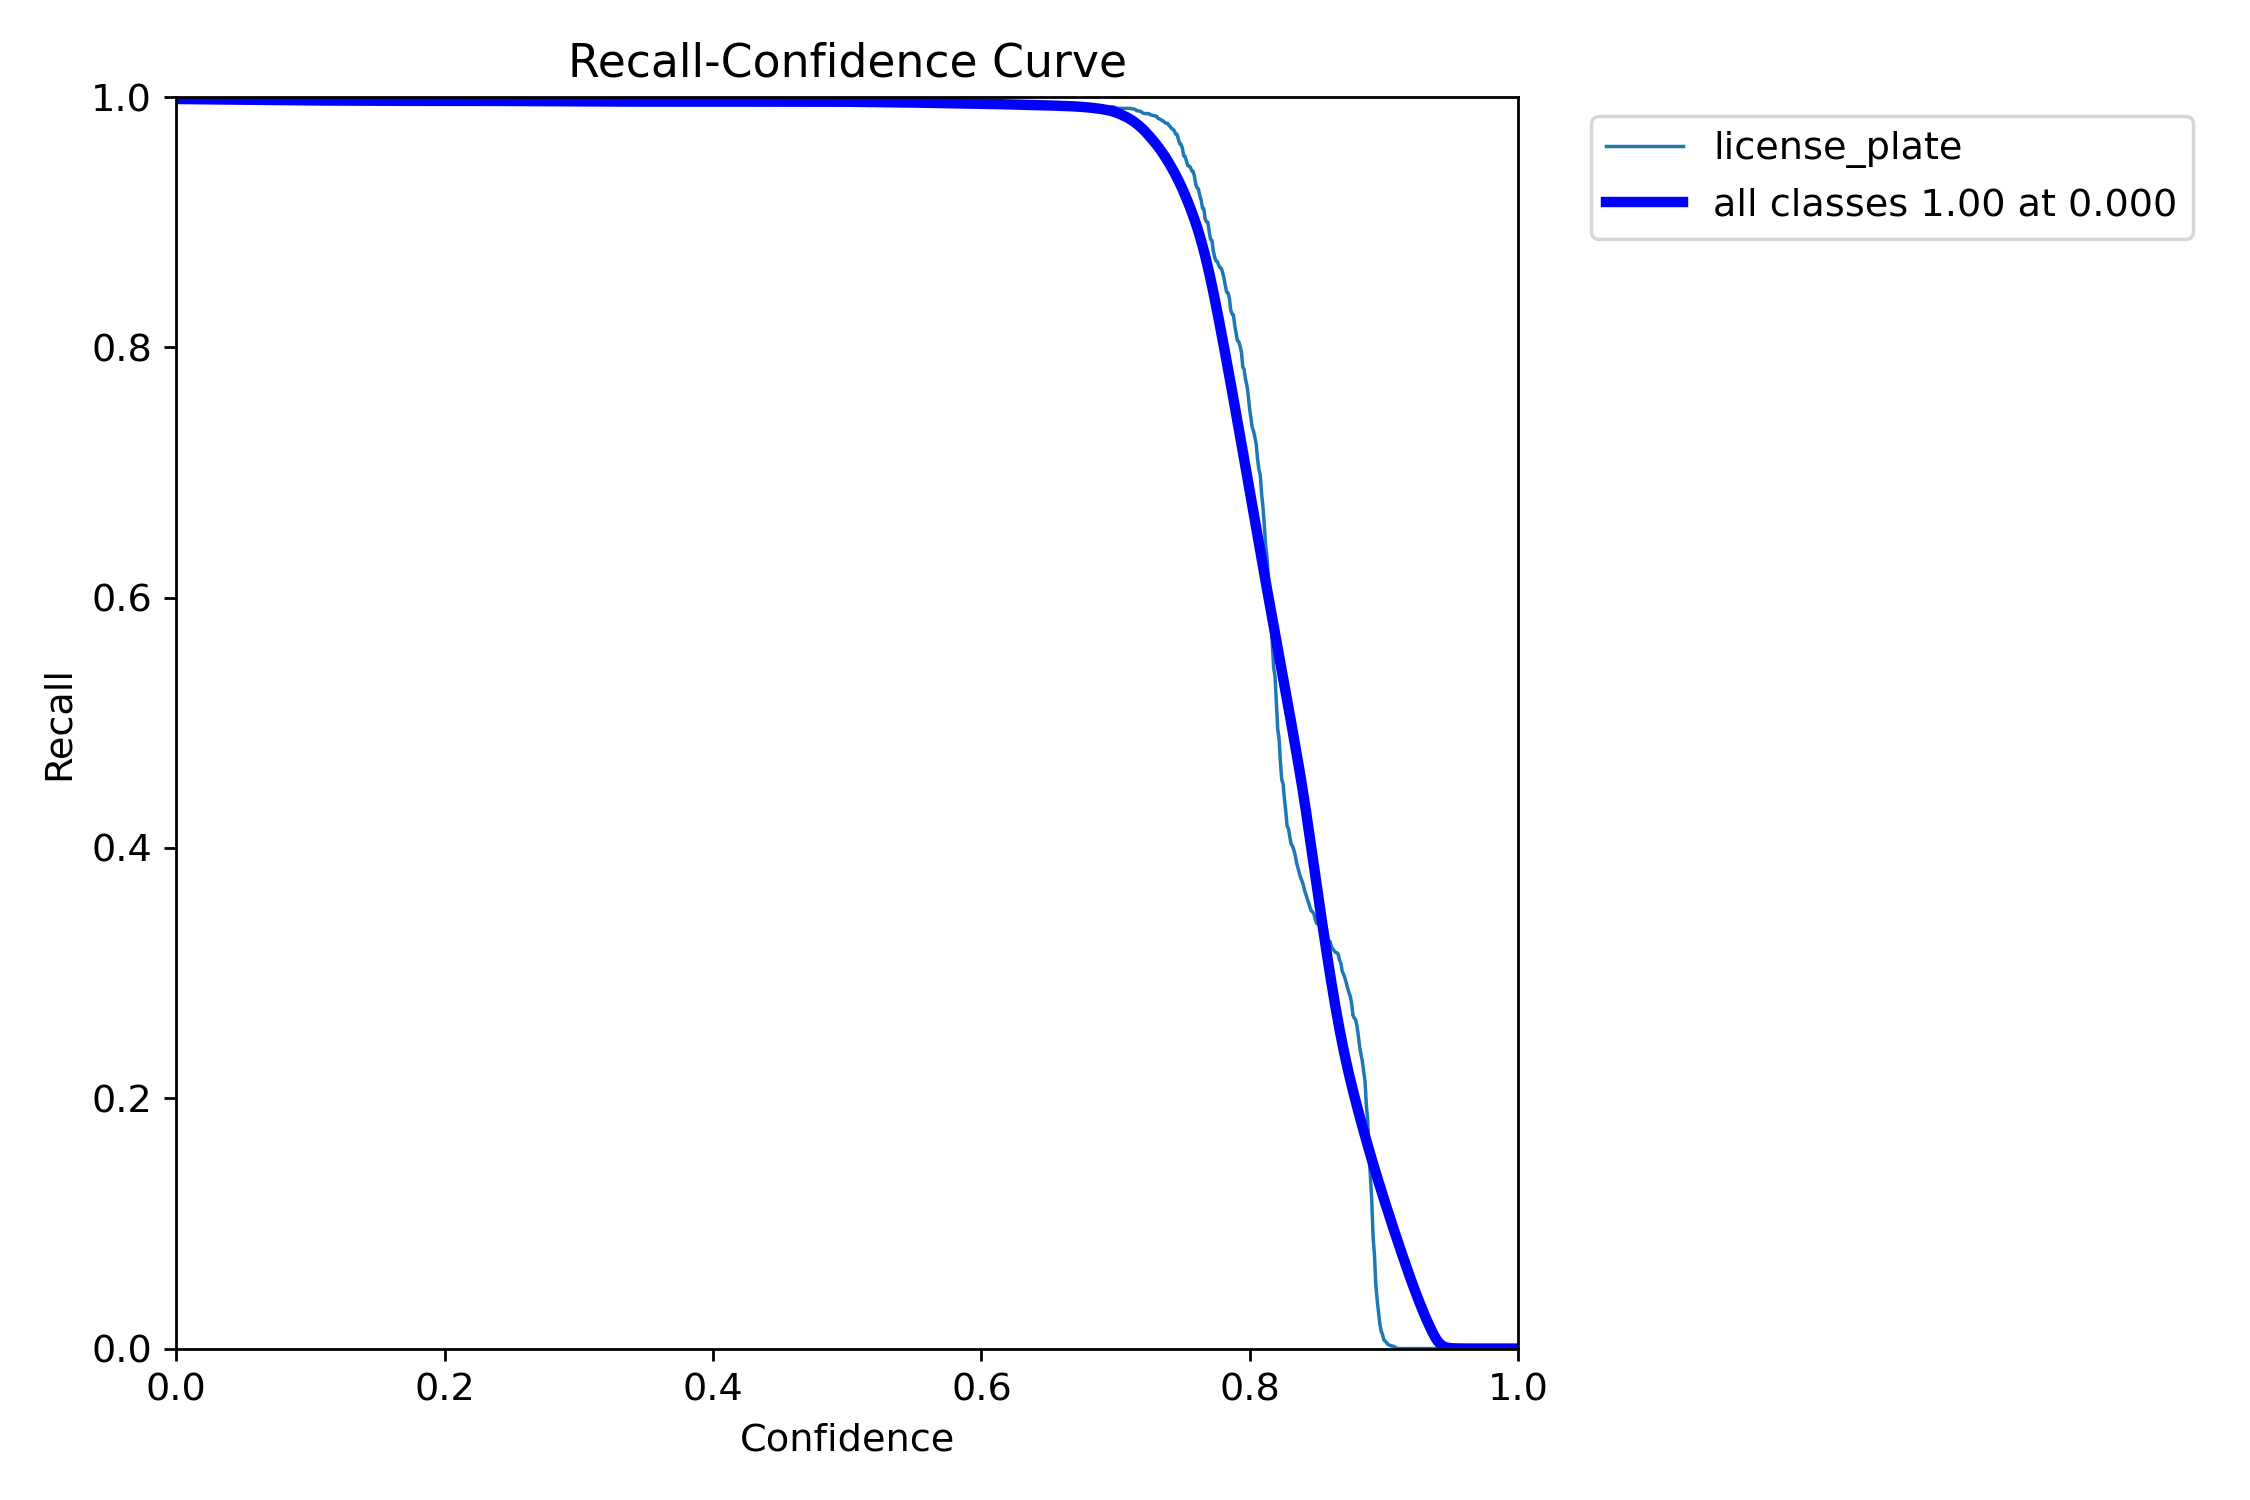 Recall-Confidence Curve
1.0
0.8
0.6
0.4
0.2
0.0
Recall
0.0 0.2 0.4 0.6 0.8 1.0
Confidence
license_plate
all classes 1.00 at 0.000